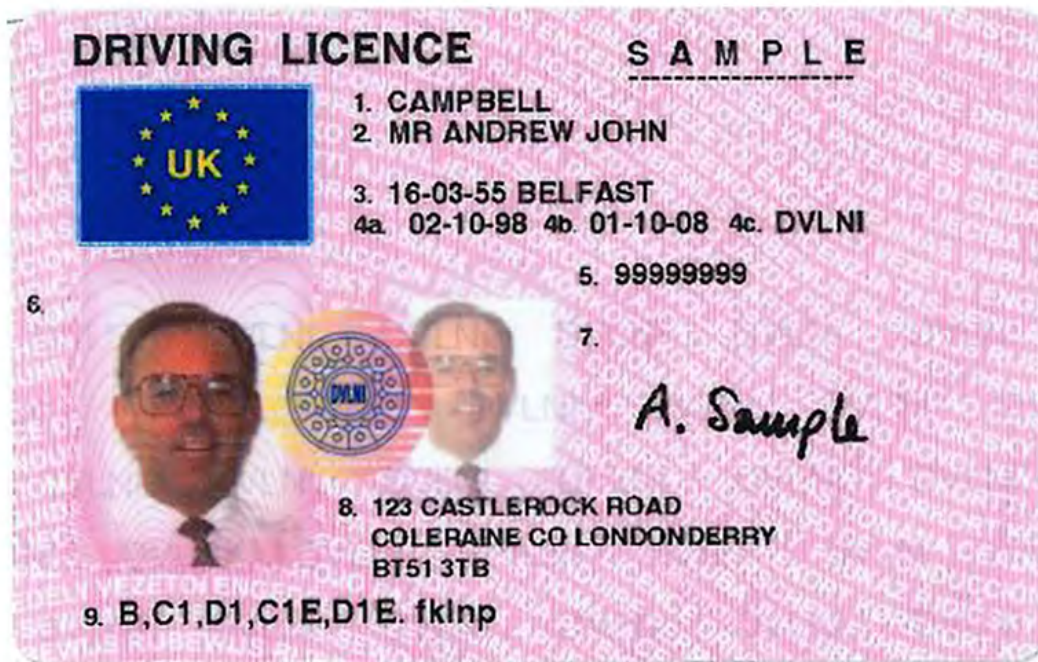 DRIVING LICENCE
S A M P L E
UK
1. CAMPBELL
2. MR ANDREW JOHN
3. 16-03-55 BELFAST
4a. 02-10-98 4b. 01-10-08 4c. DVLNI
5. 99999999
6.
7.
DVLNI
A. Sample
8. 123 CASTLEROCK ROAD
COLERAINE CO LONDONDERRY
BT51 3TB
9. B,C1,D1,C1E,D1E. fklnp